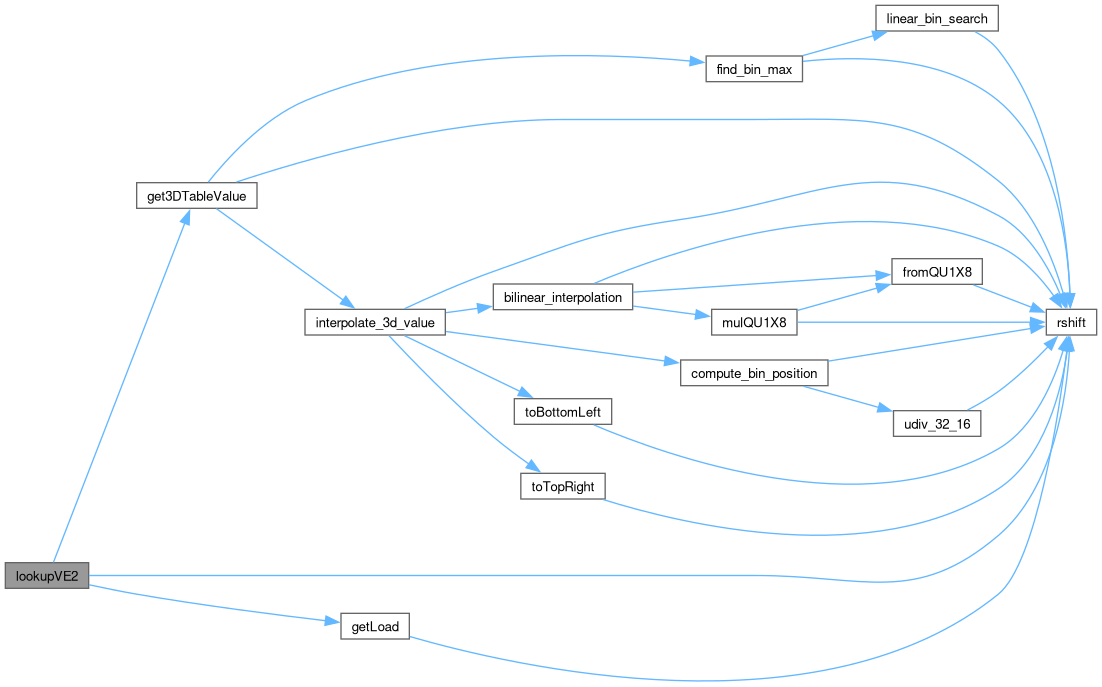 linear_bin_search
find_bin_max
get3DTableValue
fromQU1X8
bilinear_interpolation
interpolate_3d_value
mulQU1X8
rshift
compute_bin_position
toBottomLeft
udiv_32_16
toTopRight
lookupVE2
getLoad